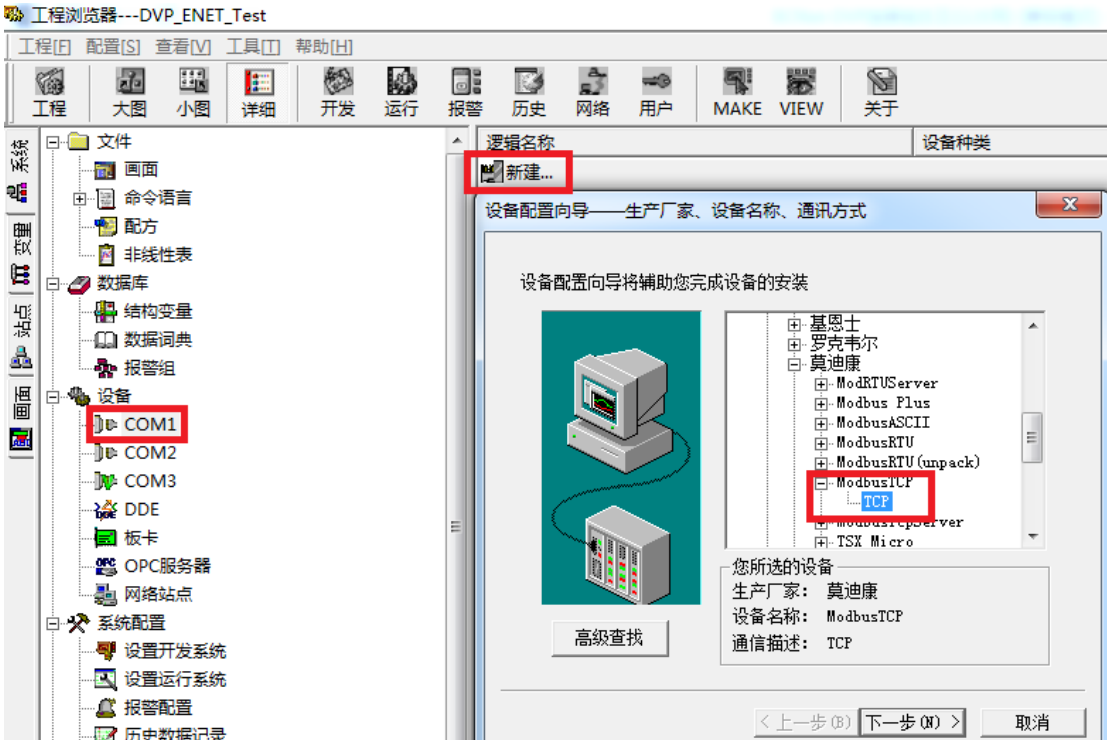 工程浏览器---DVP_ENET_Test
工程[F] 配置[S] 查看[V] 工具[T] 帮助[H]
工程 大图 小图 详细 开发 运行 报警 历史 网络 用户 MAKE VIEW 关于
系统
变量
站点
画面
文件
画面
命令语言
配方
非线性表
数据库
结构变量
数据词典
报警组
设备
COM1
COM2
COM3
DDE
板卡
OPC服务器
网络站点
系统配置
设置开发系统
设置运行系统
报警配置
历史数据记录
逻辑名称 设备种类
新建...
设备配置向导——生产厂家、设备名称、通讯方式
设备配置向导将辅助您完成设备的安装
基恩士
罗克韦尔
莫迪康
ModRTUServer
Modbus Plus
ModbusASCII
ModbusRTU
ModbusRTU(unpack)
ModbusTCP
TCP
ModbusTcpServer
TSX Micro
您所选的设备
生产厂家： 莫迪康
设备名称： ModbusTCP
通信描述： TCP
高级查找
< 上一步(B) 下一步(N) > 取消